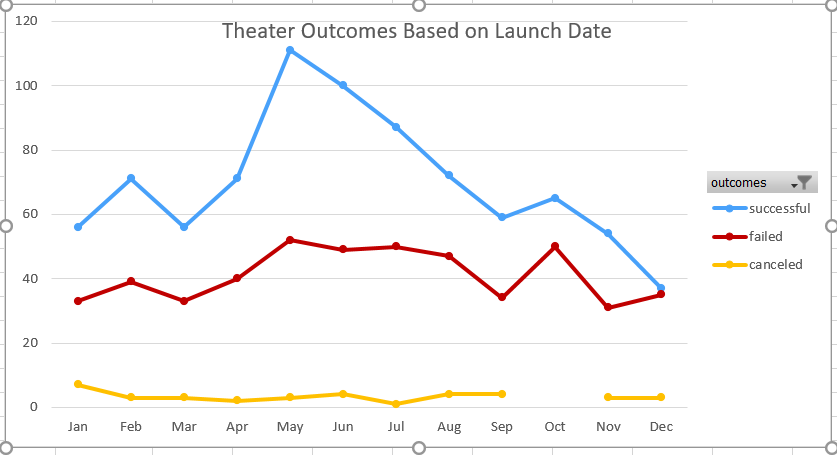 Theater Outcomes Based on Launch Date
120
100
80
60
40
20
0
Jan Feb Mar Apr May Jun Jul Aug Sep Oct Nov Dec
outcomes
successful
failed
canceled